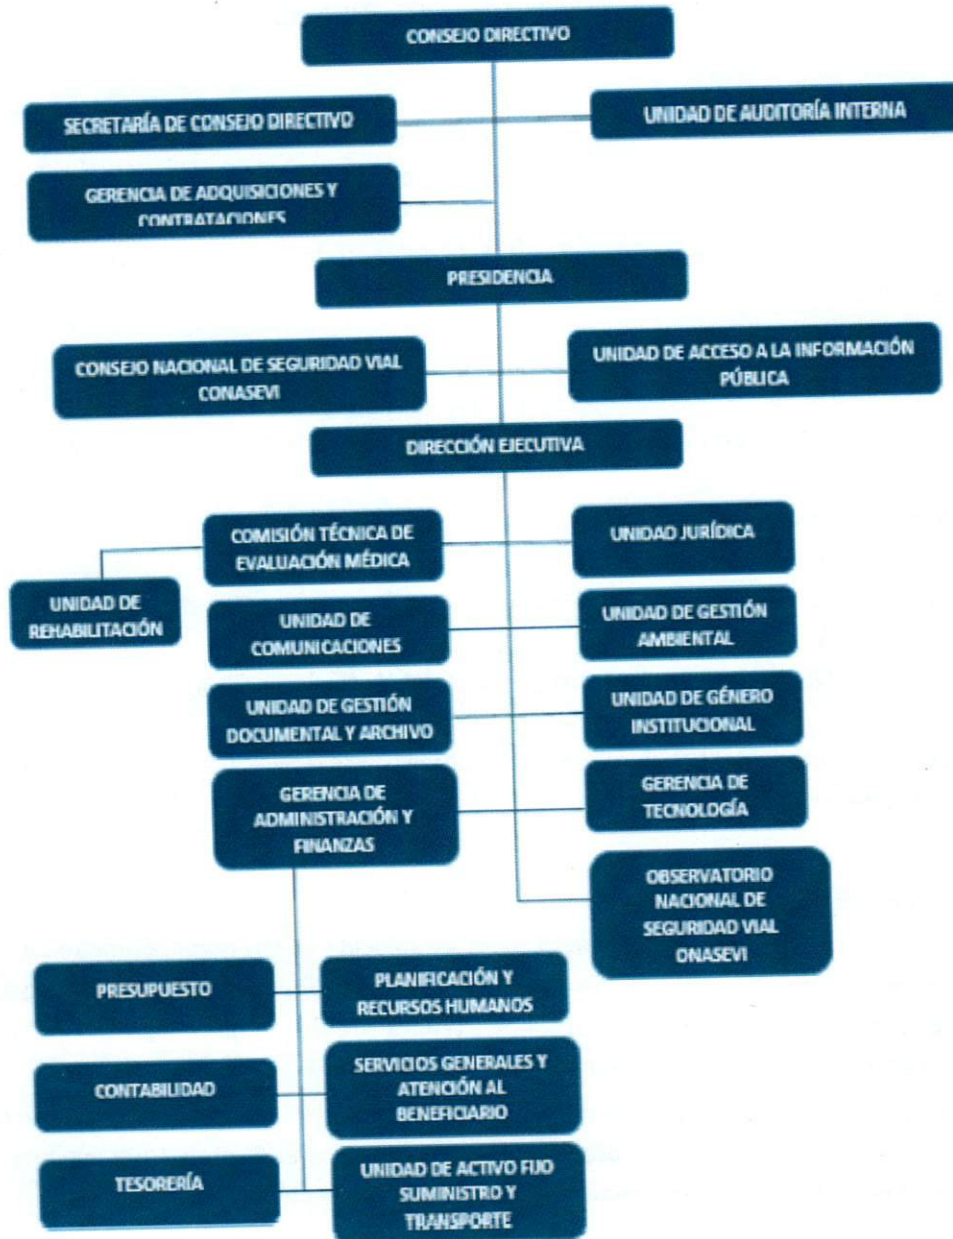 CONSEJO DIRECTIVO
SECRETARÍA DE CONSEJO DIRECTIVO
UNIDAD DE AUDITORÍA INTERNA
GERENCIA DE ADQUISICIONES Y
CONTRATACIONES
PRESIDENCIA
CONSEJO NACIONAL DE SEGURIDAD VIAL
CONASEVI
UNIDAD DE ACCESO A LA INFORMACIÓN
PÚBLICA
DIRECCIÓN EJECUTIVA
COMISIÓN TÉCNICA DE
EVALUACIÓN MÉDICA
UNIDAD JURÍDICA
UNIDAD DE
REHABILITACIÓN
UNIDAD DE
COMUNICACIONES
UNIDAD DE GESTIÓN
AMBIENTAL
UNIDAD DE GESTIÓN
DOCUMENTAL Y ARCHIVO
UNIDAD DE GÉNERO
INSTITUCIONAL
GERENCIA DE
ADMINISTRACIÓN Y
FINANZAS
GERENCIA DE
TECNOLOGÍA
OBSERVATORIO
NACIONAL DE
SEGURIDAD VIAL
ONASEVI
PRESUPUESTO
PLANIFICACIÓN Y
RECURSOS HUMANOS
CONTABILIDAD
SERVICIOS GENERALES Y
ATENCIÓN AL
BENEFICIARIO
TESORERÍA
UNIDAD DE ACTIVO FIJO
SUMINISTRO Y
TRANSPORTE